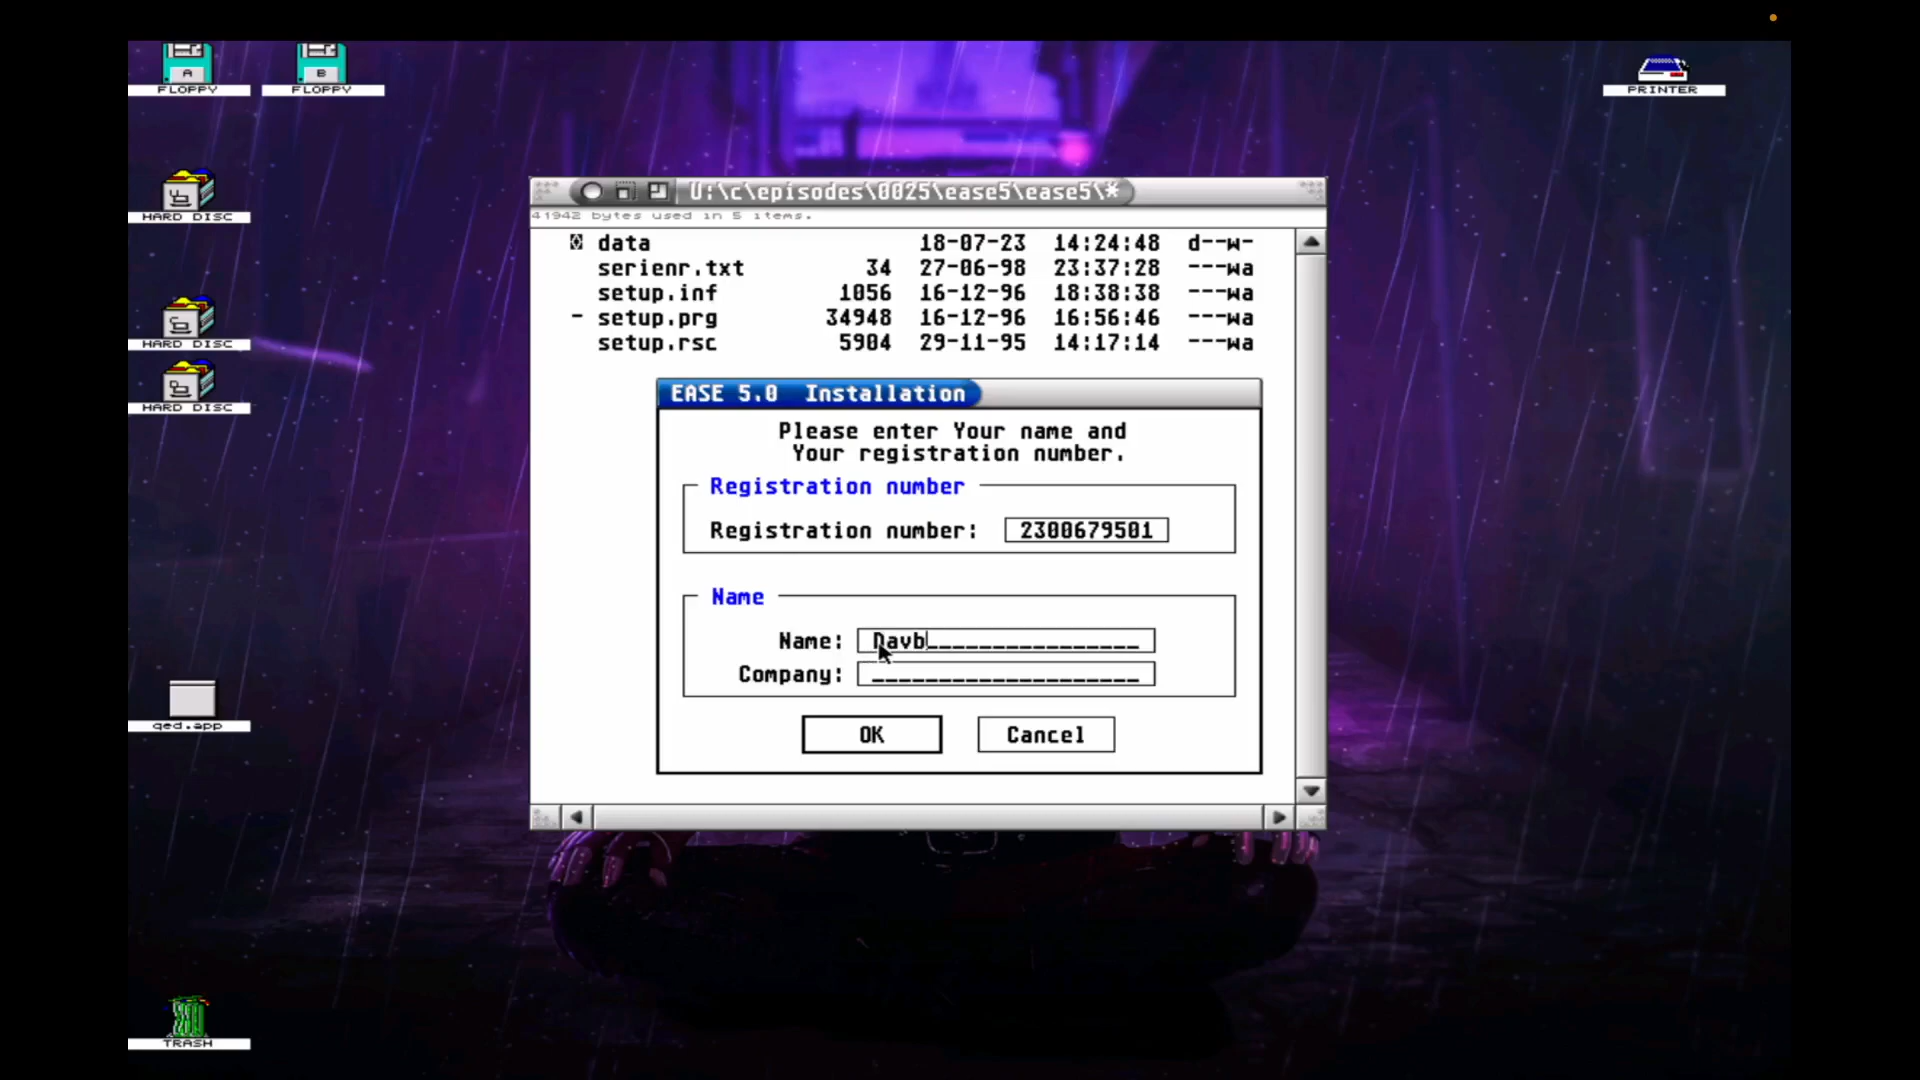 A
B
FLOPPY
FLOPPY
PRINTER
HARD DISC
HARD DISC
HARD DISC
qed.app
TRASH
U:\c\episodes\0025\ease5\ease5\*
41942 bytes used in 5 items.
data 18-07-23 14:24:48 d--w-
serienr.txt 34 27-06-98 23:37:28 ---wa
setup.inf 1056 16-12-96 18:38:38 ---wa
- setup.prg 34948 16-12-96 16:56:46 ---wa
setup.rsc 5904 29-11-95 14:17:14 ---wa
EASE 5.0 Installation
Please enter Your name and
Your registration number.
Registration number
Registration number: 2300679501
Name
Name: Davb_______________
Company: ____________________
OK Cancel